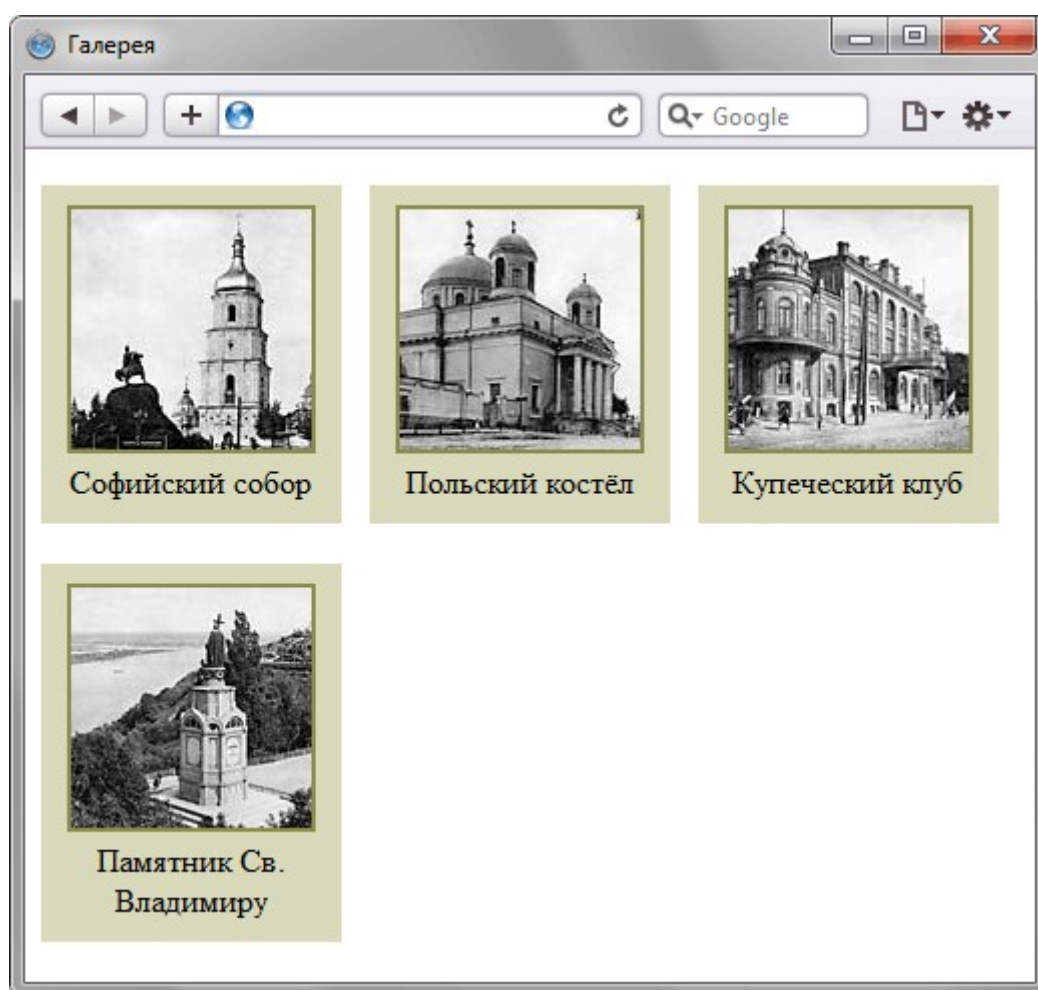 Галерея
Google
Софийский собор
Польский костёл
Купеческий клуб
Памятник Св.
Владимиру